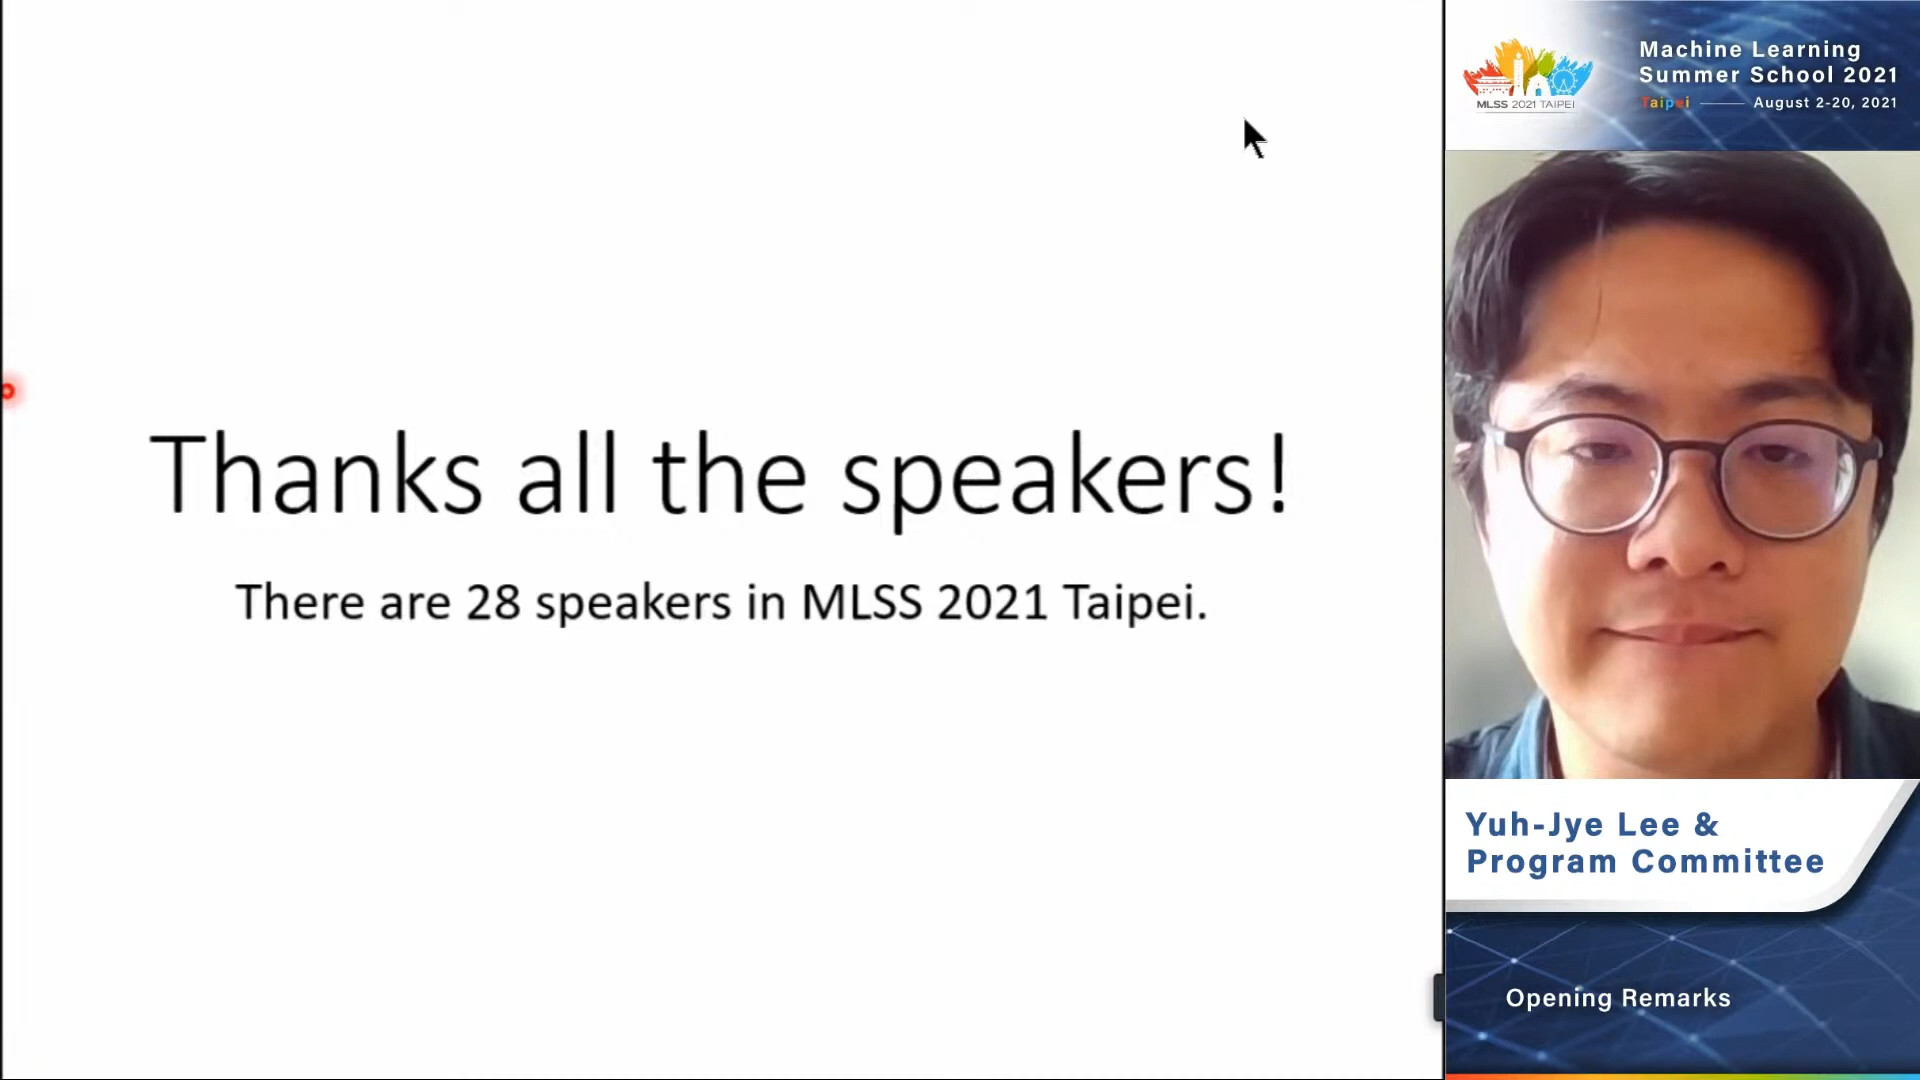 Thanks all the speakers!
There are 28 speakers in MLSS 2021 Taipei.
MLSS 2021 TAIPEI
Machine Learning
Summer School 2021
Taipei August 2-20, 2021
Yuh-Jye Lee &
Program Committee
Opening Remarks